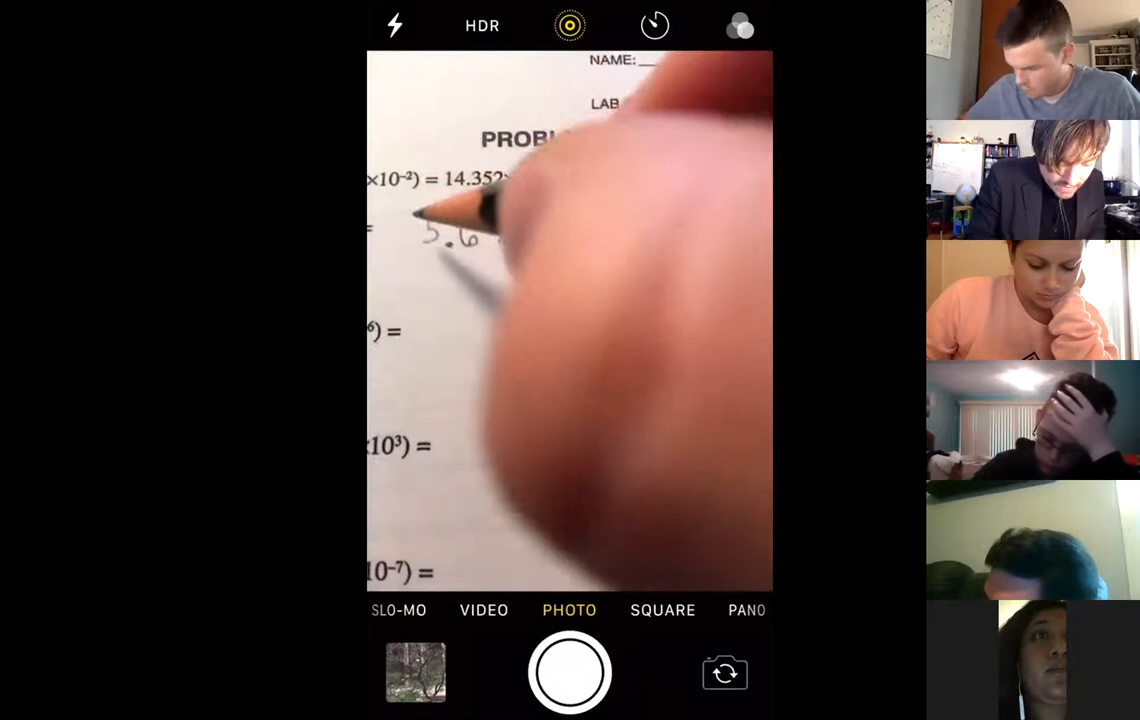 HDR
NAME:
LAB
PROB
×10⁻²) = 14.352
=
5.6
⁶) =
×10³) =
10⁻⁷) =
SLO-MO VIDEO PHOTO SQUARE PANO